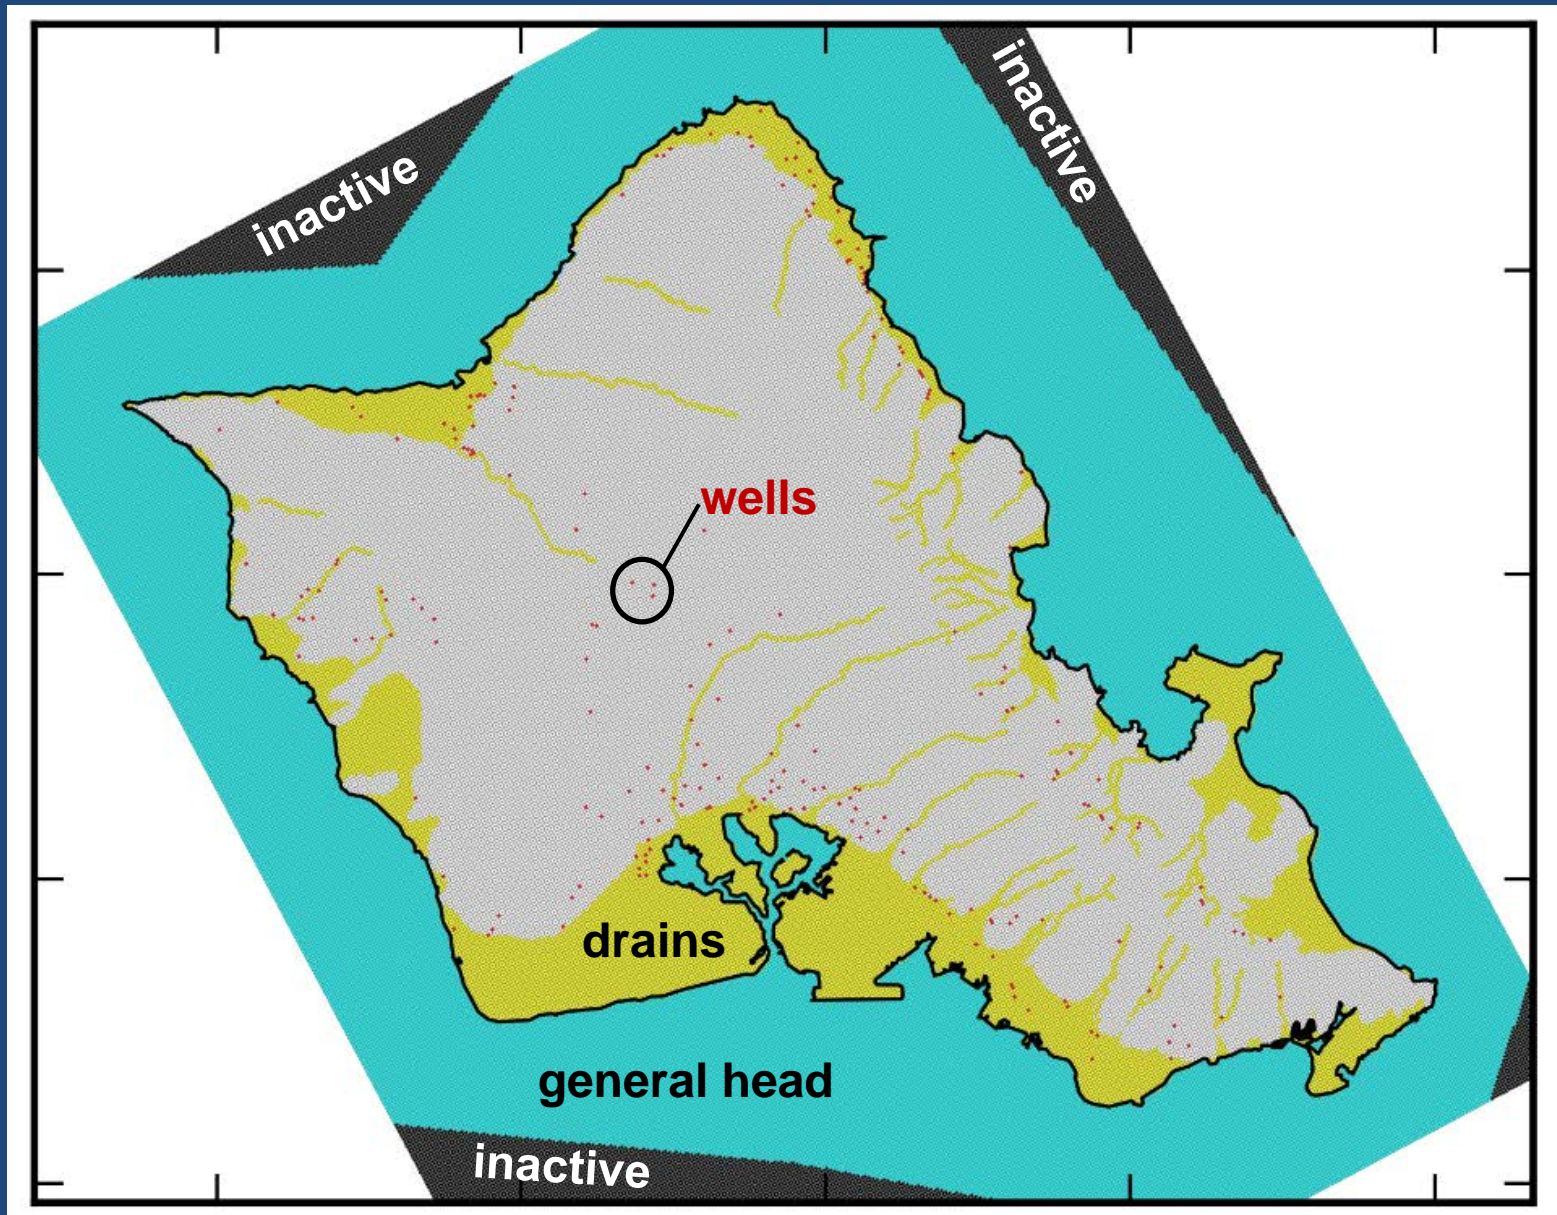 inactive
inactive
wells
drains
general head
inactive